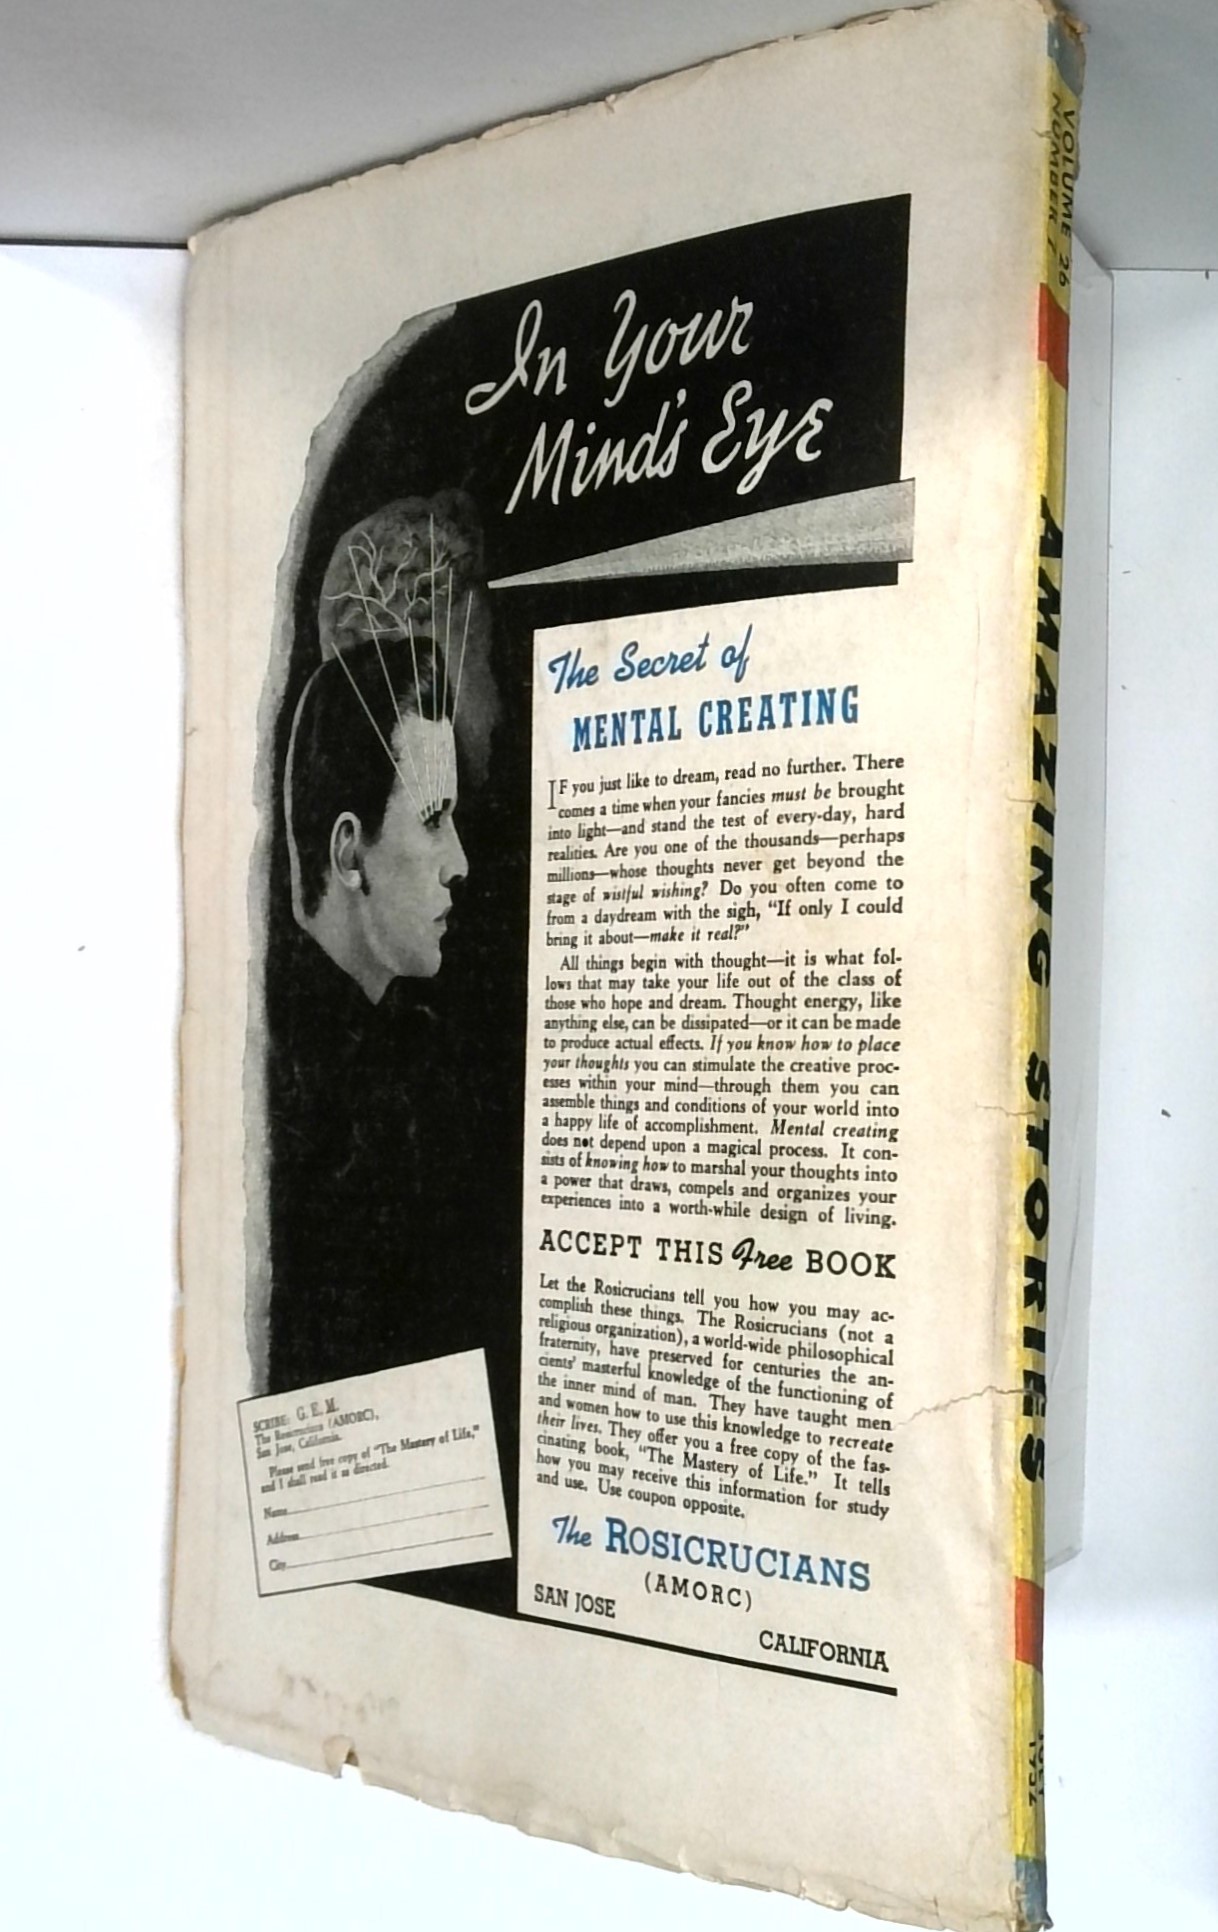 In Your
Mind's Eye
The Secret of
MENTAL CREATING
IF you just like to dream, read no further. There
comes a time when your fancies must be brought
into light—and stand the test of every-day, hard
realities. Are you one of the thousands—perhaps
millions—whose thoughts never get beyond the
stage of wistful wishing? Do you often come to
from a daydream with the sigh, “If only I could
bring it about—make it real?”
All things begin with thought—it is what fol-
lows that may take your life out of the class of
those who hope and dream. Thought energy, like
anything else, can be dissipated—or it can be made
to produce actual effects. If you know how to place
your thoughts you can stimulate the creative proc-
esses within your mind—through them you can
assemble things and conditions of your world into
a happy life of accomplishment. Mental creating
does not depend upon a magical process. It con-
sists of knowing how to marshal your thoughts into
a power that draws, compels and organizes your
experiences into a worth-while design of living.
ACCEPT THIS Free BOOK
Let the Rosicrucians tell you how you may ac-
complish these things. The Rosicrucians (not a
religious organization), a world-wide philosophical
fraternity, have preserved for centuries the an-
cients' masterful knowledge of the functioning of
the inner mind of man. They have taught men
and women how to use this knowledge to recreate
their lives. They offer you a free copy of the fas-
cinating book, “The Mastery of Life.” It tells
how you may receive this information for study
and use. Use coupon opposite.
The ROSICRUCIANS
(AMORC)
SAN JOSE
CALIFORNIA
SCRIBE: G. E. M.
The Rosicrucians (AMORC),
San Jose, California.
Please send free copy of “The Mastery of Life,”
and I shall read it as directed.
Name
Address
City
VOLUME 26
NUMBER 7
AMAZING STORIES
JULY
1952